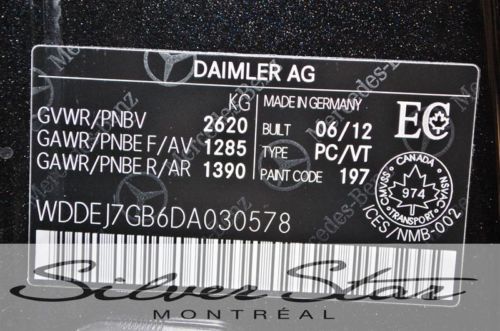 DAIMLER AG
KG
GVWR/PNBV 2620
GAWR/PNBE F/AV 1285
GAWR/PNBE R/AR 1390
MADE IN GERMANY
BUILT 06/12
TYPE PC/VT
PAINT CODE 197
EC
CANADA
CMVSS NSVAC
974
TRANSPORT
ICES/NMB-002
WDDEJ7GB6DA030578
Mercedes-Benz
Silver Star
MONTRÉAL